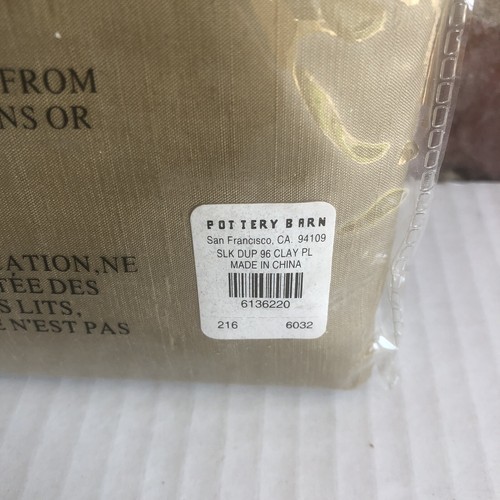 FROM
NS OR
CATION,NE
TÉE DES
S LITS,
E N'EST PAS
POTTERY BARN
San Francisco, CA. 94109
SLK DUP 96 CLAY PL
MADE IN CHINA
6136220
216 6032